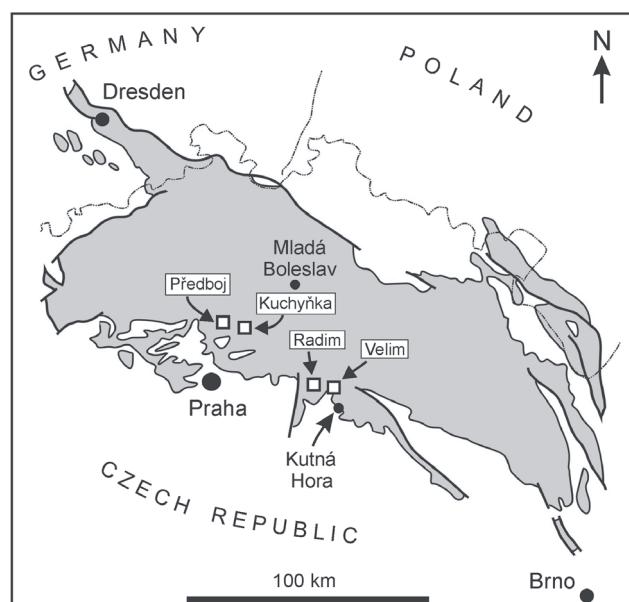 GERMANY
POLAND
N
Dresden
Mladá
Boleslav
Předboj
Kuchyňka
Radim
Velim
Praha
Kutná
Hora
CZECH REPUBLIC
100 km
Brno